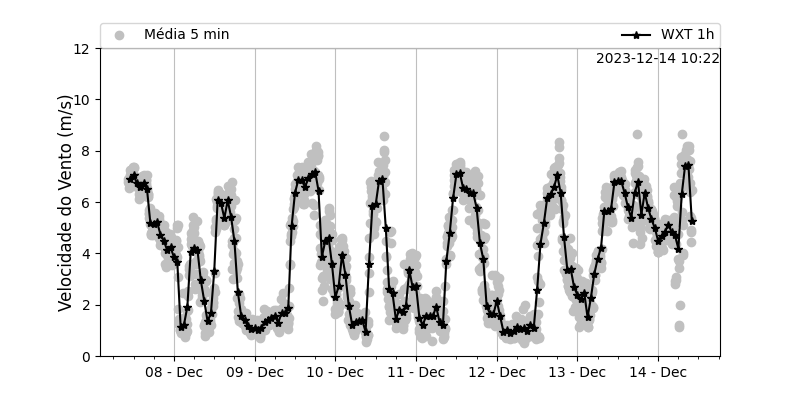 Média 5 min
WXT 1h
2023-12-14 10:22
Velocidade do Vento (m/s)
12
10
8
6
4
2
0
08 - Dec
09 - Dec
10 - Dec
11 - Dec
12 - Dec
13 - Dec
14 - Dec